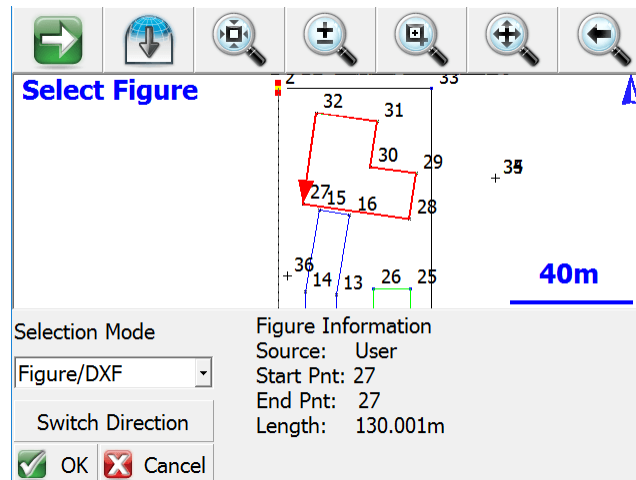 2
33
Select Figure
32
31
30
29
27
15
16
28
36
14
13
26
25
40m
Selection Mode
Figure/DXF
Switch Direction
OK
Cancel
Figure Information
Source: User
Start Pnt: 27
End Pnt: 27
Length: 130.001m